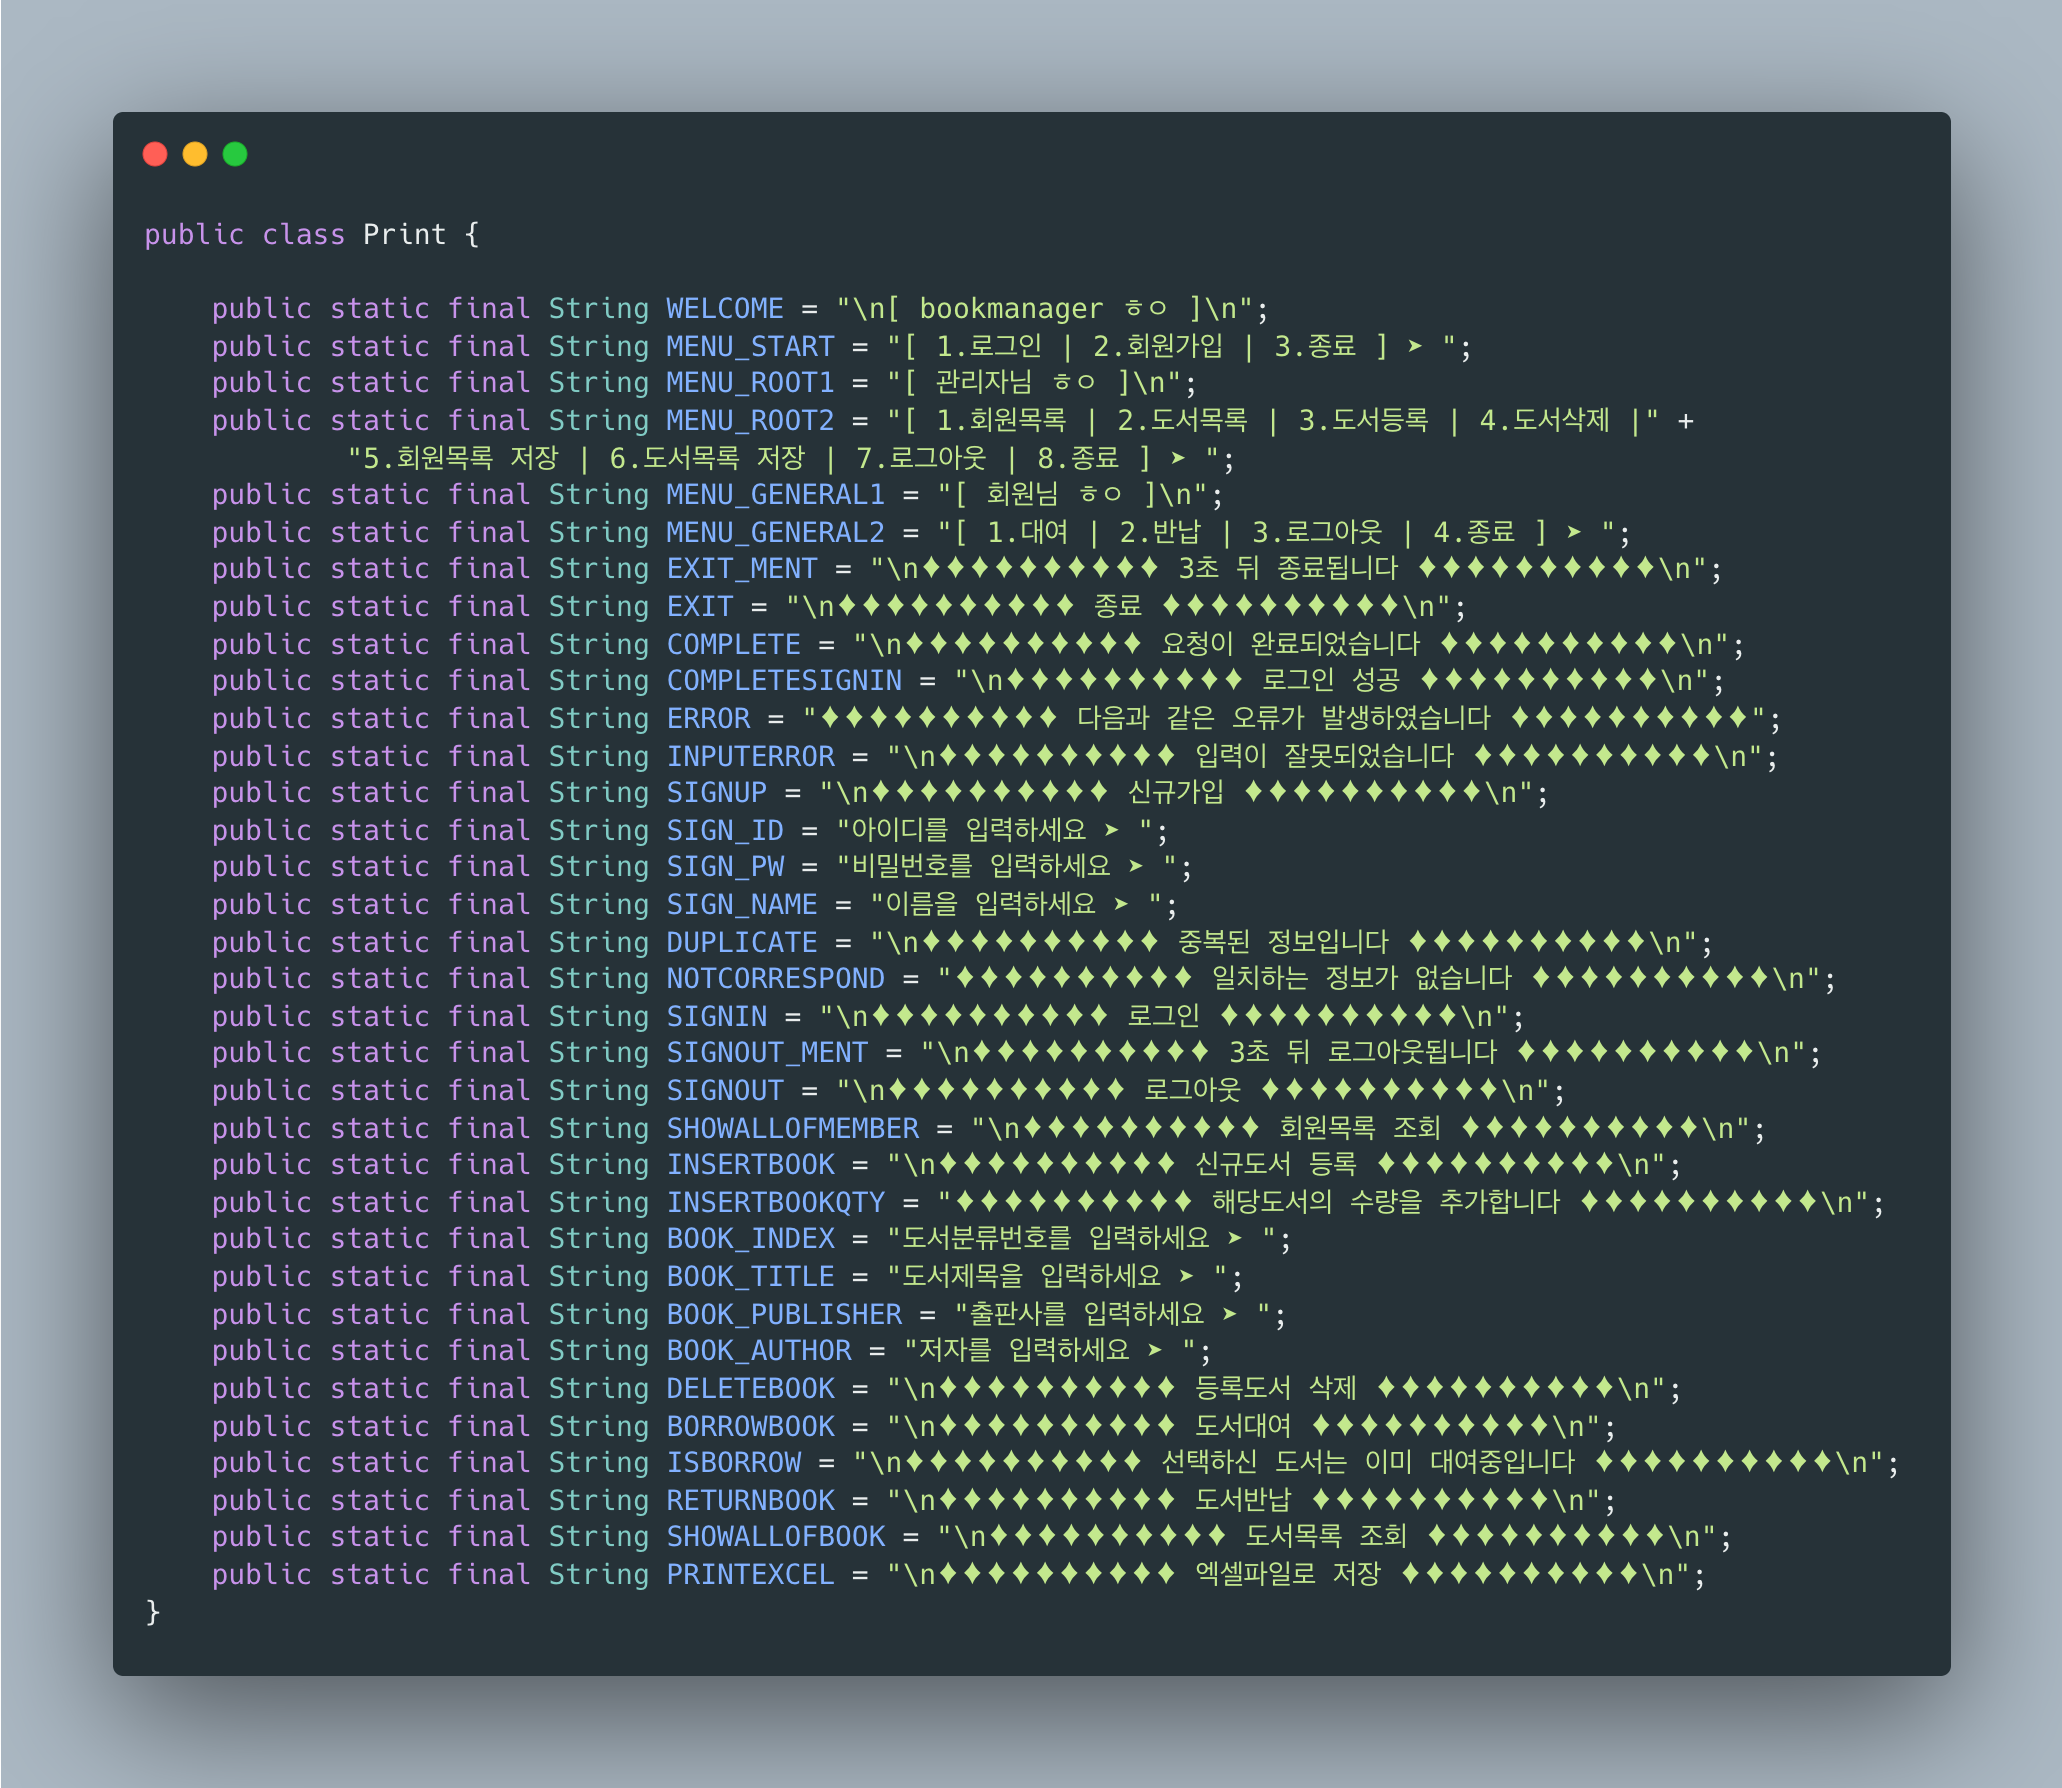 public class Print {
    public static final String WELCOME = "\n[ bookmanager ㅎㅇ ]\n";
    public static final String MENU_START = "[ 1.로그인 | 2.회원가입 | 3.종료 ] ➤ ";
    public static final String MENU_ROOT1 = "[ 관리자님 ㅎㅇ ]\n";
    public static final String MENU_ROOT2 = "[ 1.회원목록 | 2.도서목록 | 3.도서등록 | 4.도서삭제 |" +
            "5.회원목록 저장 | 6.도서목록 저장 | 7.로그아웃 | 8.종료 ] ➤ ";
    public static final String MENU_GENERAL1 = "[ 회원님 ㅎㅇ ]\n";
    public static final String MENU_GENERAL2 = "[ 1.대여 | 2.반납 | 3.로그아웃 | 4.종료 ] ➤ ";
    public static final String EXIT_MENT = "\n♦♦♦♦♦♦♦♦♦♦ 3초 뒤 종료됩니다 ♦♦♦♦♦♦♦♦♦♦\n";
    public static final String EXIT = "\n♦♦♦♦♦♦♦♦♦♦ 종료 ♦♦♦♦♦♦♦♦♦♦\n";
    public static final String COMPLETE = "\n♦♦♦♦♦♦♦♦♦♦ 요청이 완료되었습니다 ♦♦♦♦♦♦♦♦♦♦\n";
    public static final String COMPLETESIGNIN = "\n♦♦♦♦♦♦♦♦♦♦ 로그인 성공 ♦♦♦♦♦♦♦♦♦♦\n";
    public static final String ERROR = "♦♦♦♦♦♦♦♦♦♦ 다음과 같은 오류가 발생하였습니다 ♦♦♦♦♦♦♦♦♦♦";
    public static final String INPUTERROR = "\n♦♦♦♦♦♦♦♦♦♦ 입력이 잘못되었습니다 ♦♦♦♦♦♦♦♦♦♦\n";
    public static final String SIGNUP = "\n♦♦♦♦♦♦♦♦♦♦ 신규가입 ♦♦♦♦♦♦♦♦♦♦\n";
    public static final String SIGN_ID = "아이디를 입력하세요 ➤ ";
    public static final String SIGN_PW = "비밀번호를 입력하세요 ➤ ";
    public static final String SIGN_NAME = "이름을 입력하세요 ➤ ";
    public static final String DUPLICATE = "\n♦♦♦♦♦♦♦♦♦♦ 중복된 정보입니다 ♦♦♦♦♦♦♦♦♦♦\n";
    public static final String NOTCORRESPOND = "♦♦♦♦♦♦♦♦♦♦ 일치하는 정보가 없습니다 ♦♦♦♦♦♦♦♦♦♦\n";
    public static final String SIGNIN = "\n♦♦♦♦♦♦♦♦♦♦ 로그인 ♦♦♦♦♦♦♦♦♦♦\n";
    public static final String SIGNOUT_MENT = "\n♦♦♦♦♦♦♦♦♦♦ 3초 뒤 로그아웃됩니다 ♦♦♦♦♦♦♦♦♦♦\n";
    public static final String SIGNOUT = "\n♦♦♦♦♦♦♦♦♦♦ 로그아웃 ♦♦♦♦♦♦♦♦♦♦\n";
    public static final String SHOWALLOFMEMBER = "\n♦♦♦♦♦♦♦♦♦♦ 회원목록 조회 ♦♦♦♦♦♦♦♦♦♦\n";
    public static final String INSERTBOOK = "\n♦♦♦♦♦♦♦♦♦♦ 신규도서 등록 ♦♦♦♦♦♦♦♦♦♦\n";
    public static final String INSERTBOOKQTY = "♦♦♦♦♦♦♦♦♦♦ 해당도서의 수량을 추가합니다 ♦♦♦♦♦♦♦♦♦♦\n";
    public static final String BOOK_INDEX = "도서분류번호를 입력하세요 ➤ ";
    public static final String BOOK_TITLE = "도서제목을 입력하세요 ➤ ";
    public static final String BOOK_PUBLISHER = "출판사를 입력하세요 ➤ ";
    public static final String BOOK_AUTHOR = "저자를 입력하세요 ➤ ";
    public static final String DELETEBOOK = "\n♦♦♦♦♦♦♦♦♦♦ 등록도서 삭제 ♦♦♦♦♦♦♦♦♦♦\n";
    public static final String BORROWBOOK = "\n♦♦♦♦♦♦♦♦♦♦ 도서대여 ♦♦♦♦♦♦♦♦♦♦\n";
    public static final String ISBORROW = "\n♦♦♦♦♦♦♦♦♦♦ 선택하신 도서는 이미 대여중입니다 ♦♦♦♦♦♦♦♦♦♦\n";
    public static final String RETURNBOOK = "\n♦♦♦♦♦♦♦♦♦♦ 도서반납 ♦♦♦♦♦♦♦♦♦♦\n";
    public static final String SHOWALLOFBOOK = "\n♦♦♦♦♦♦♦♦♦♦ 도서목록 조회 ♦♦♦♦♦♦♦♦♦♦\n";
    public static final String PRINTEXCEL = "\n♦♦♦♦♦♦♦♦♦♦ 엑셀파일로 저장 ♦♦♦♦♦♦♦♦♦♦\n";
}